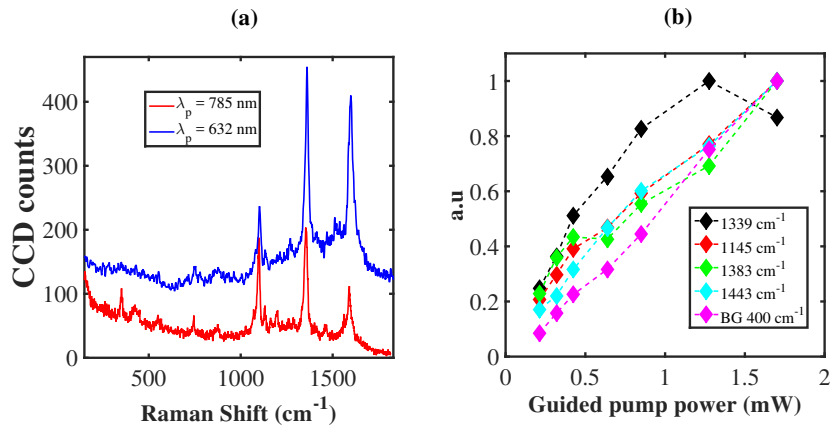 (a)
CCD counts
400
300
200
100
0
λp = 785 nm
λp = 632 nm
500
1000
1500
Raman Shift (cm-1)
(b)
a.u
1
0.8
0.6
0.4
0.2
0
1339 cm-1
1145 cm-1
1383 cm-1
1443 cm-1
BG 400 cm-1
0
0.5
1
1.5
2
Guided pump power (mW)